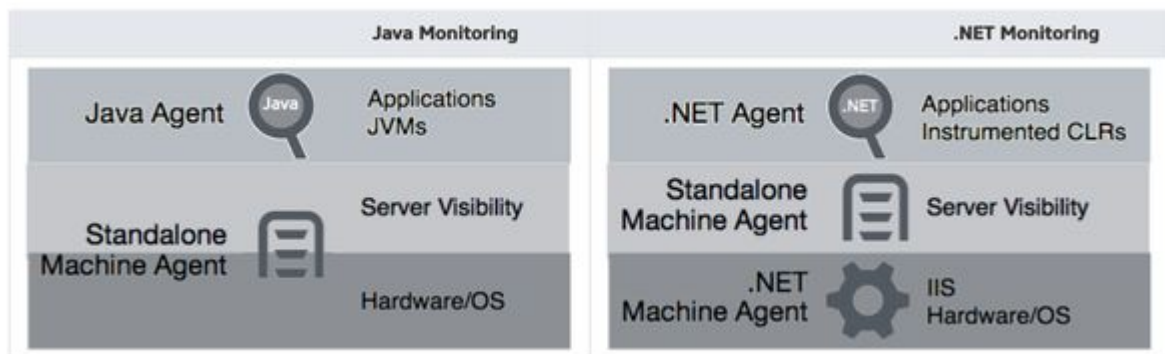 Java Monitoring
Java Agent
Java
Applications
JVMs
Standalone
Machine Agent
Server Visibility
Hardware/OS
.NET Monitoring
.NET Agent
.NET
Applications
Instrumented CLRs
Standalone
Machine Agent
Server Visibility
.NET
Machine Agent
IIS
Hardware/OS